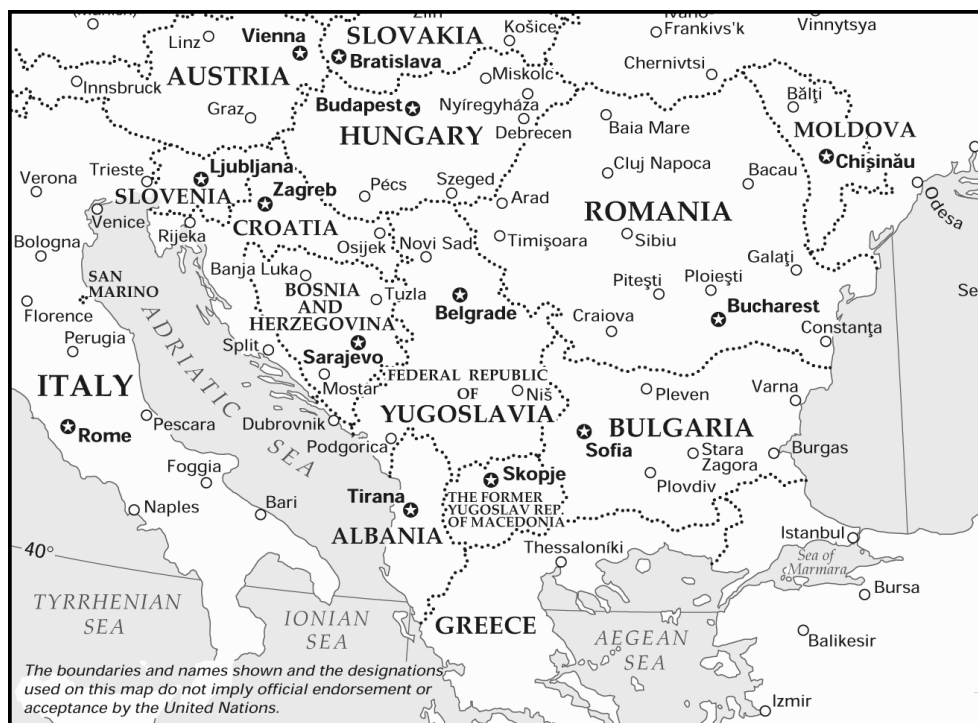 Zilin
Ivano-
Frankivs'k
Vinnytsya
Linz
Vienna
SLOVAKIA
Košice
Bratislava
Chernivtsi
Innsbruck
AUSTRIA
Miskolc
Bălţi
Graz
Budapest
Nyíregyháza
Debrecen
HUNGARY
Baia Mare
MOLDOVA
Chişinău
Verona
Trieste
Ljubljana
Cluj Napoca
Bacau
SLOVENIA
Zagreb
Pécs
Szeged
Arad
Odesa
Venice
Rijeka
CROATIA
ROMANIA
Bologna
Osijek
Novi Sad
Timişoara
Sibiu
Galaţi
SAN
MARINO
Banja Luka
BOSNIA
AND
HERZEGOVINA
Tuzla
Belgrade
Piteşti
Ploieşti
Bucharest
Se
Florence
Perugia
Craiova
Constanţa
ADRIATIC
SEA
Split
Sarajevo
Mostar
ITALY
FEDERAL REPUBLIC
OF
YUGOSLAVIA
Niš
Pleven
Varna
Rome
Pescara
Dubrovnik
Podgorica
BULGARIA
Sofia
Stara
Zagora
Burgas
Foggia
Skopje
Plovdiv
Naples
Bari
Tirana
THE FORMER
YUGOSLAV REP.
OF MACEDONIA
ALBANIA
Istanbul
40°
Thessaloníki
Sea of
Marmara
Bursa
TYRRHENIAN
SEA
IONIAN
SEA
GREECE
AEGEAN
SEA
Balikesir
Izmir
The boundaries and names shown and the designations
used on this map do not imply official endorsement or
acceptance by the United Nations.